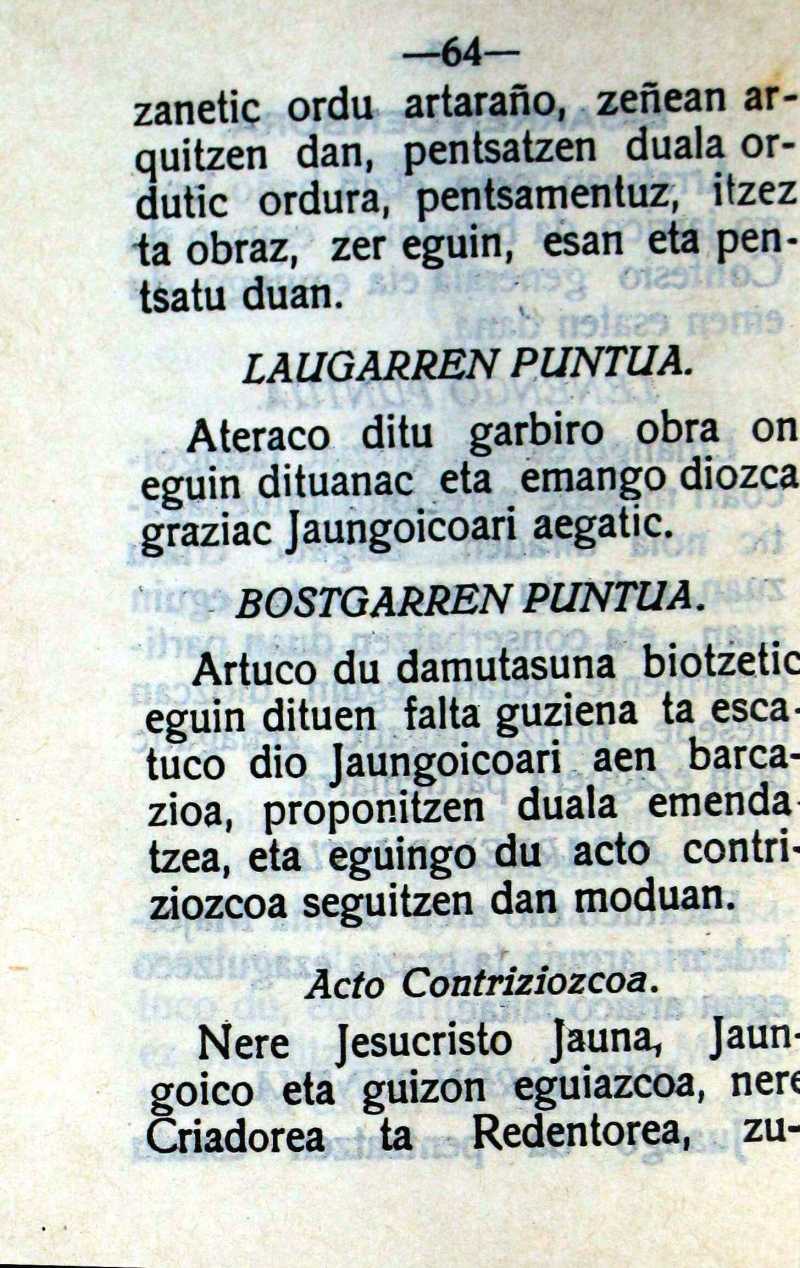 —64—
zanetic ordu artaraño, zeñean ar-
quitzen dan, pentsatzen duala or-
dutic ordura, pentsamentuz, itzez
ta obraz, zer eguin, esan eta pen-
tsatu duan.
LAUGARREN PUNTUA.
Ateraco ditu garbiro obra on
eguin dituanac eta emango diozca
graziac Jaungoicoari aegatic.
BOSTGARREN PUNTUA.
Artuco du damutasuna biotzetic
eguin dituen falta guziena ta esca-
tuco dio Jaungoicoari aen barca-
zioa, proponitzen duala emenda-
tzea, eta eguingo du acto contri-
ziozcoa seguitzen dan moduan.
Acto Contriziozcoa.
Nere Jesucristo Jauna, Jaun-
goico eta guizon eguiazcoa, nere
Criadorea ta Redentorea, zu-